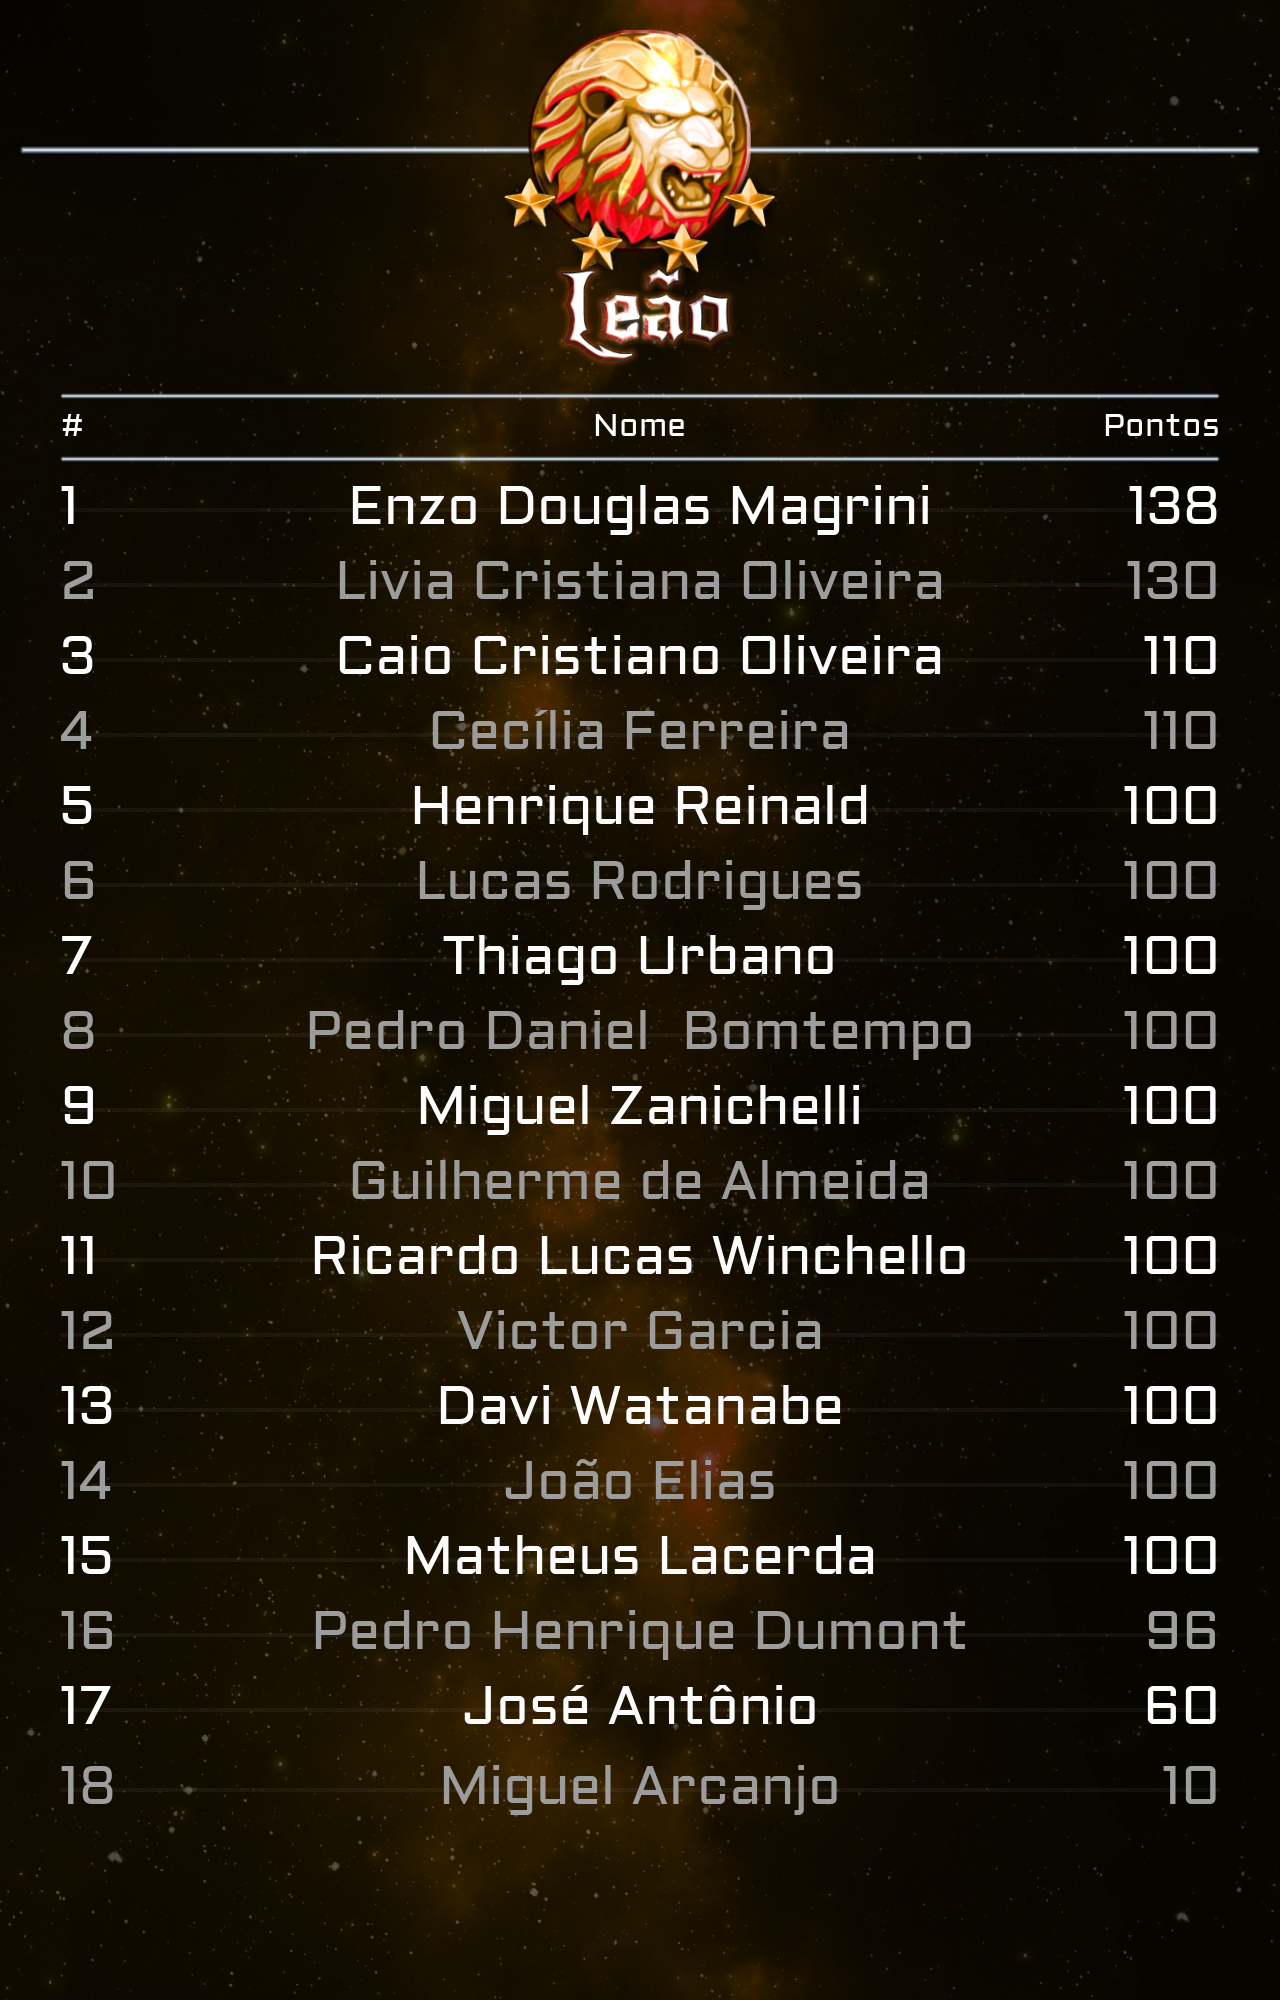 Leão
# Nome Pontos
1 Enzo Douglas Magrini 138
2 Livia Cristiana Oliveira 130
3 Caio Cristiano Oliveira 110
4 Cecília Ferreira 110
5 Henrique Reinald 100
6 Lucas Rodrigues 100
7 Thiago Urbano 100
8 Pedro Daniel  Bomtempo 100
9 Miguel Zanichelli 100
10 Guilherme de Almeida 100
11 Ricardo Lucas Winchello 100
12 Victor Garcia 100
13 Davi Watanabe 100
14 João Elias 100
15 Matheus Lacerda 100
16 Pedro Henrique Dumont 96
17 José Antônio 60
18 Miguel Arcanjo 10